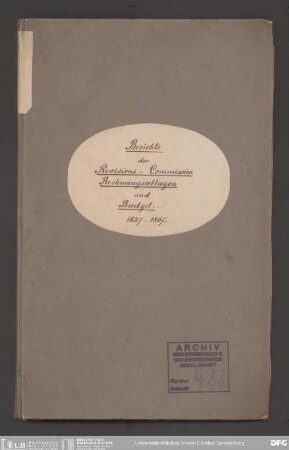 Berichte
der
Revisions - Commission
Rechnungsablagen
und
Budget. -
1837 - 1867.
ARCHIV
SENCKENBERGISCHE
NATURFORSCHENDE
GESELLSCHAFT
Signatur 422
Universitätsbibliothek Johann Christian Senckenberg
DFG